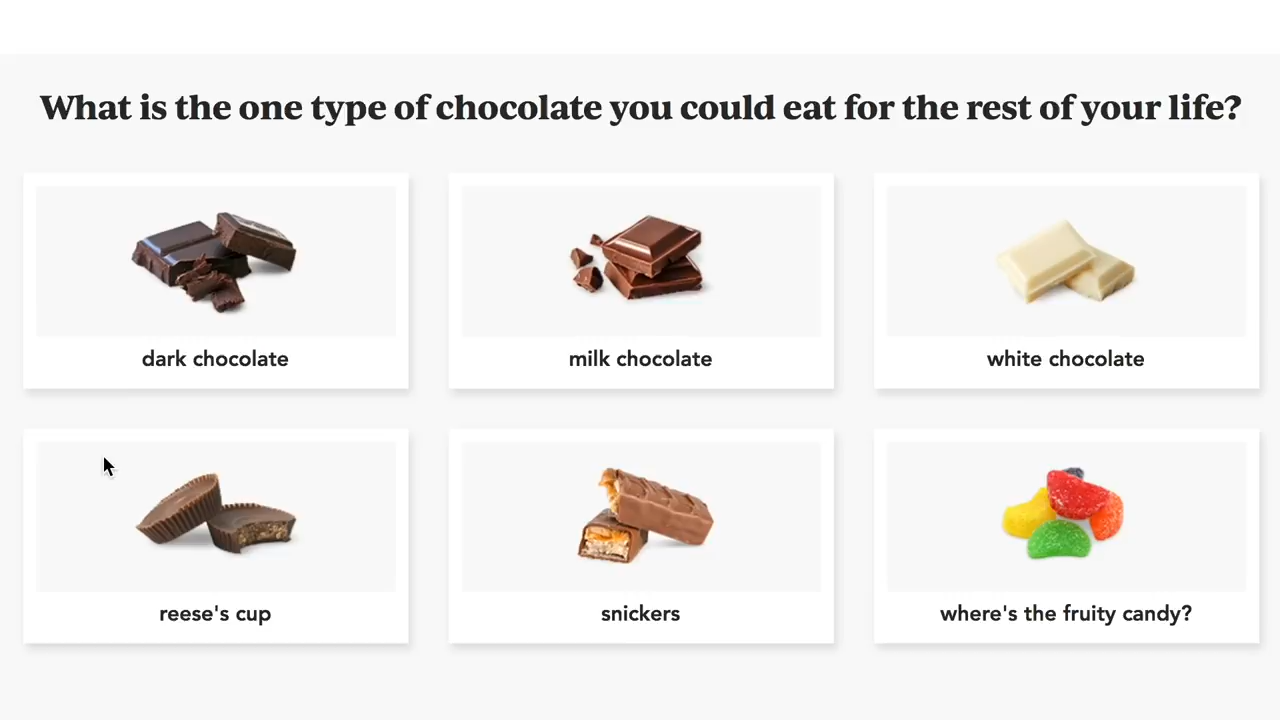 What is the one type of chocolate you could eat for the rest of your life?
dark chocolate
milk chocolate
white chocolate
reese's cup
snickers
where's the fruity candy?